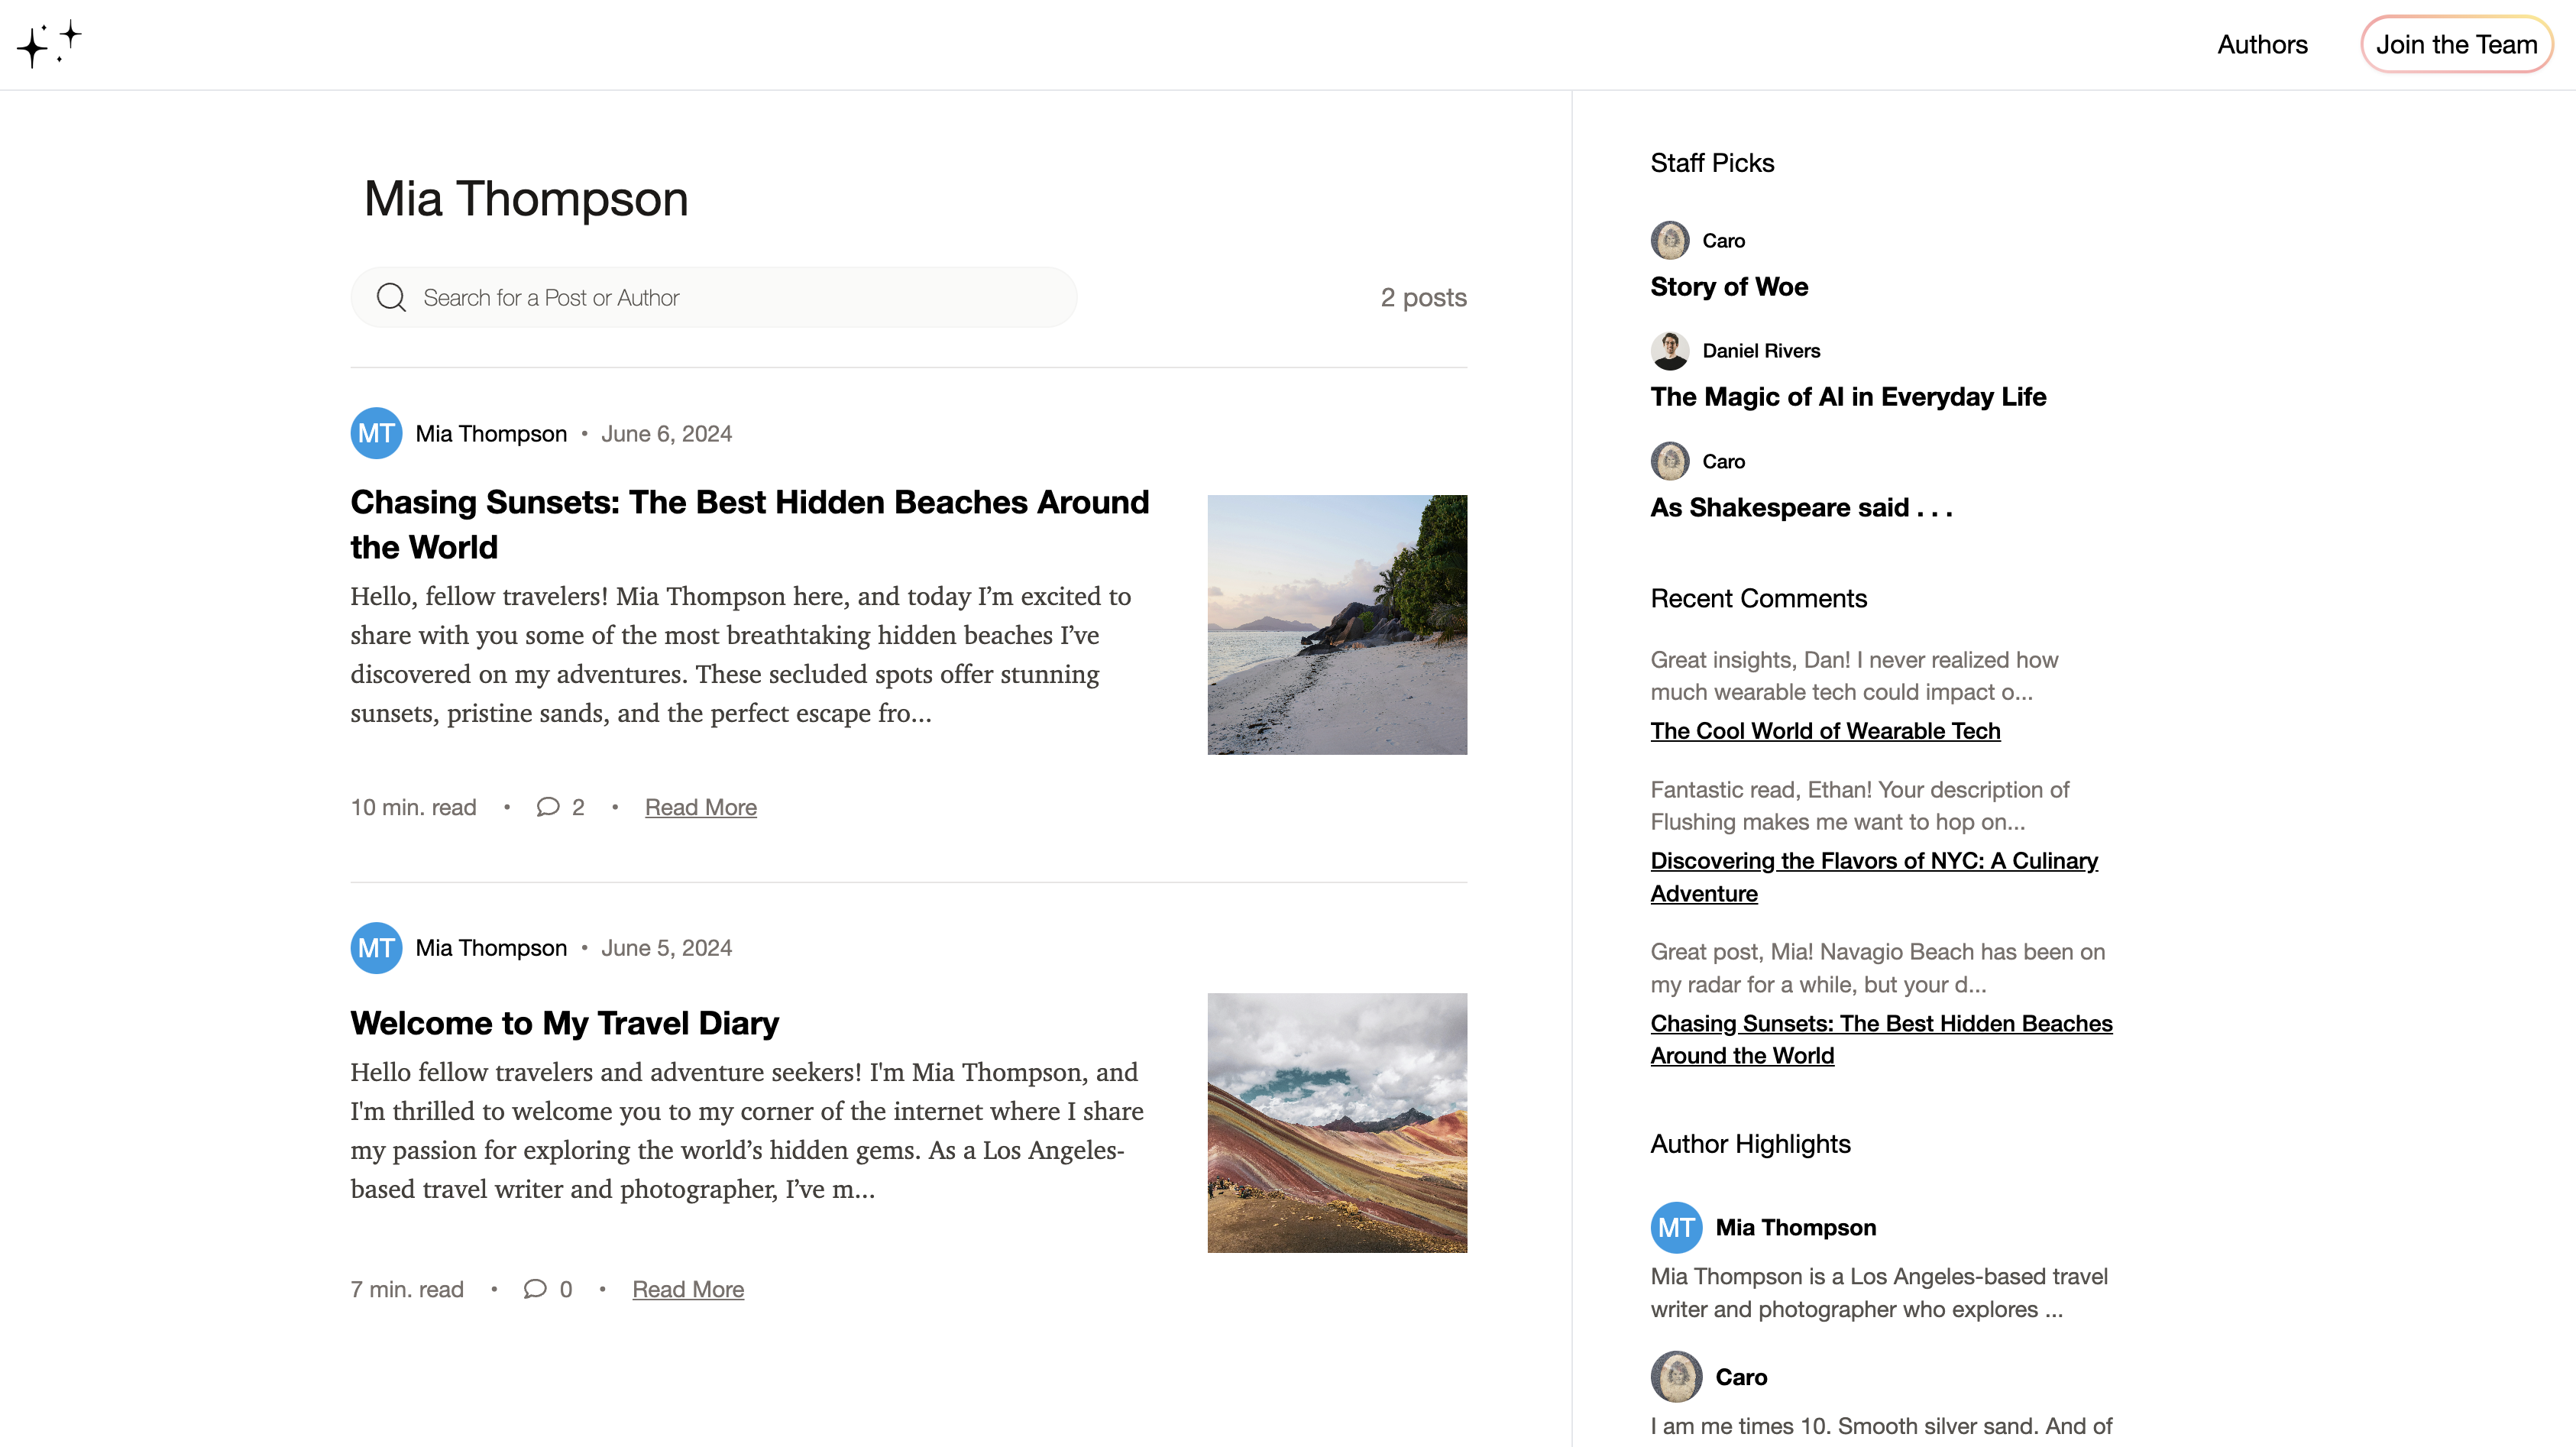 Authors
Join the Team
Mia Thompson
Search for a Post or Author
2 posts
MT Mia Thompson • June 6, 2024
Chasing Sunsets: The Best Hidden Beaches Around
the World
Hello, fellow travelers! Mia Thompson here, and today I’m excited to
share with you some of the most breathtaking hidden beaches I’ve
discovered on my adventures. These secluded spots offer stunning
sunsets, pristine sands, and the perfect escape fro...
10 min. read • 2 • Read More
MT Mia Thompson • June 5, 2024
Welcome to My Travel Diary
Hello fellow travelers and adventure seekers! I'm Mia Thompson, and
I'm thrilled to welcome you to my corner of the internet where I share
my passion for exploring the world’s hidden gems. As a Los Angeles-
based travel writer and photographer, I’ve m...
7 min. read • 0 • Read More
Staff Picks
Caro
Story of Woe
Daniel Rivers
The Magic of AI in Everyday Life
Caro
As Shakespeare said . . .
Recent Comments
Great insights, Dan! I never realized how
much wearable tech could impact o...
The Cool World of Wearable Tech
Fantastic read, Ethan! Your description of
Flushing makes me want to hop on...
Discovering the Flavors of NYC: A Culinary
Adventure
Great post, Mia! Navagio Beach has been on
my radar for a while, but your d...
Chasing Sunsets: The Best Hidden Beaches
Around the World
Author Highlights
MT Mia Thompson
Mia Thompson is a Los Angeles-based travel
writer and photographer who explores ...
Caro
I am me times 10. Smooth silver sand. And of